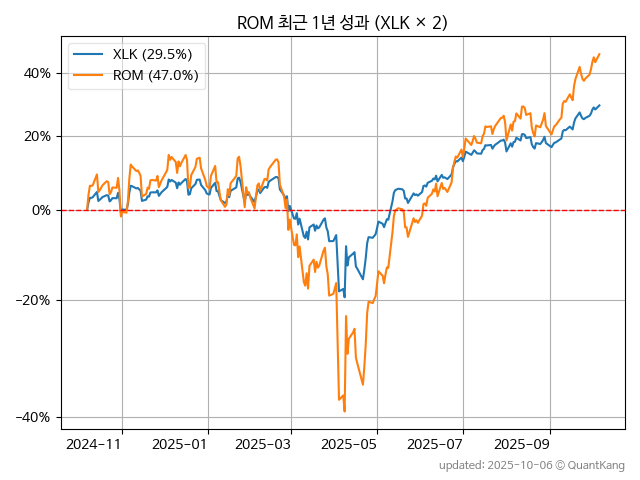 ROM 최근 1년 성과 (XLK × 2)
XLK (29.5%)
ROM (47.0%)
40%
20%
0%
−20%
−40%
2024-11
2025-01
2025-03
2025-05
2025-07
2025-09
updated: 2025-10-06 © QuantKang